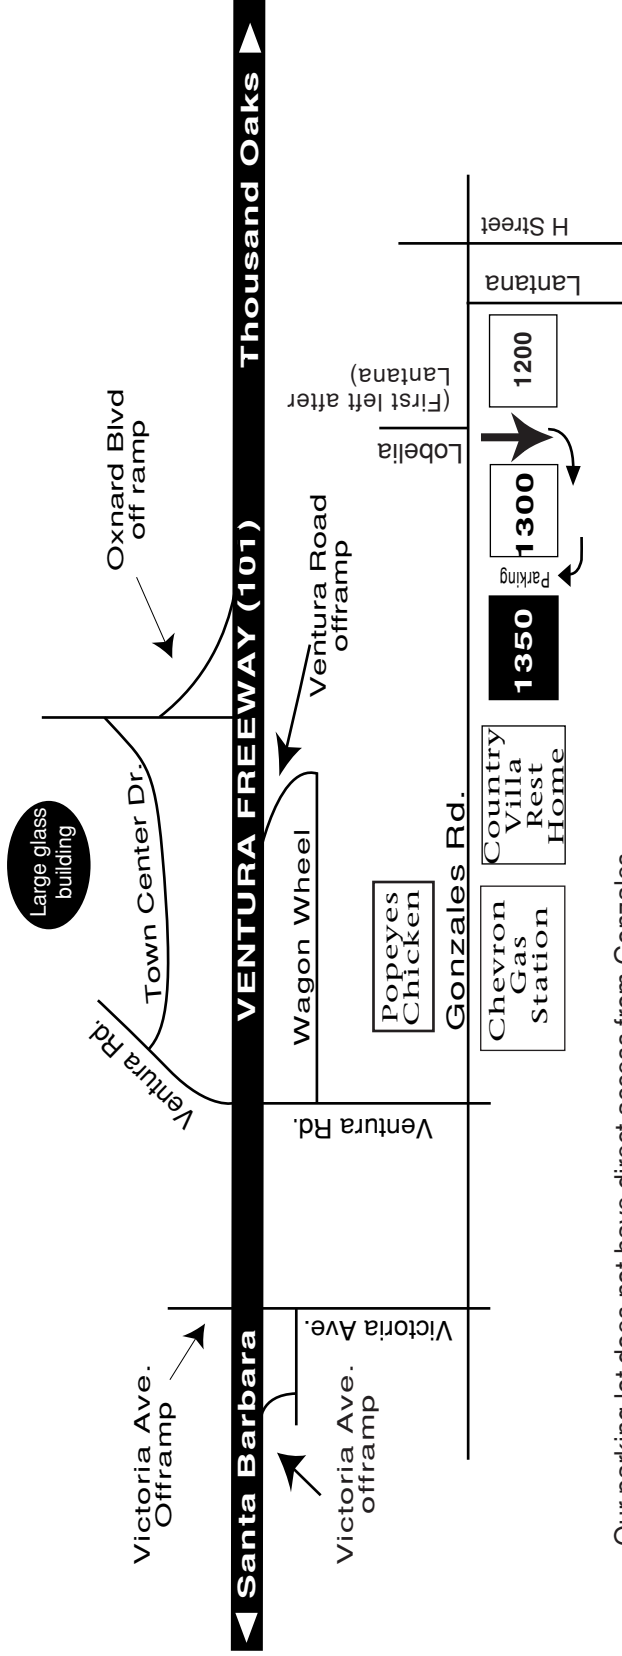 Large glass
building
Oxnard Blvd
off ramp
Town Center Dr.
Ventura Rd.
Victoria Ave.
Offramp
Santa Barbara
VENTURA FREEWAY (101)
Thousand Oaks
Victoria Ave.
offramp
Victoria Ave.
Ventura Rd.
Wagon Wheel
Ventura Road
offramp
Popeyes
Chicken
Lobelia
(First left after
Lantana)
Gonzales Rd.
Chevron
Gas
Station
Country
Villa
Rest
Home
1350
Parking
1300
1200
Lantana
H Street
Our parking lot does not have direct access from Gonzales